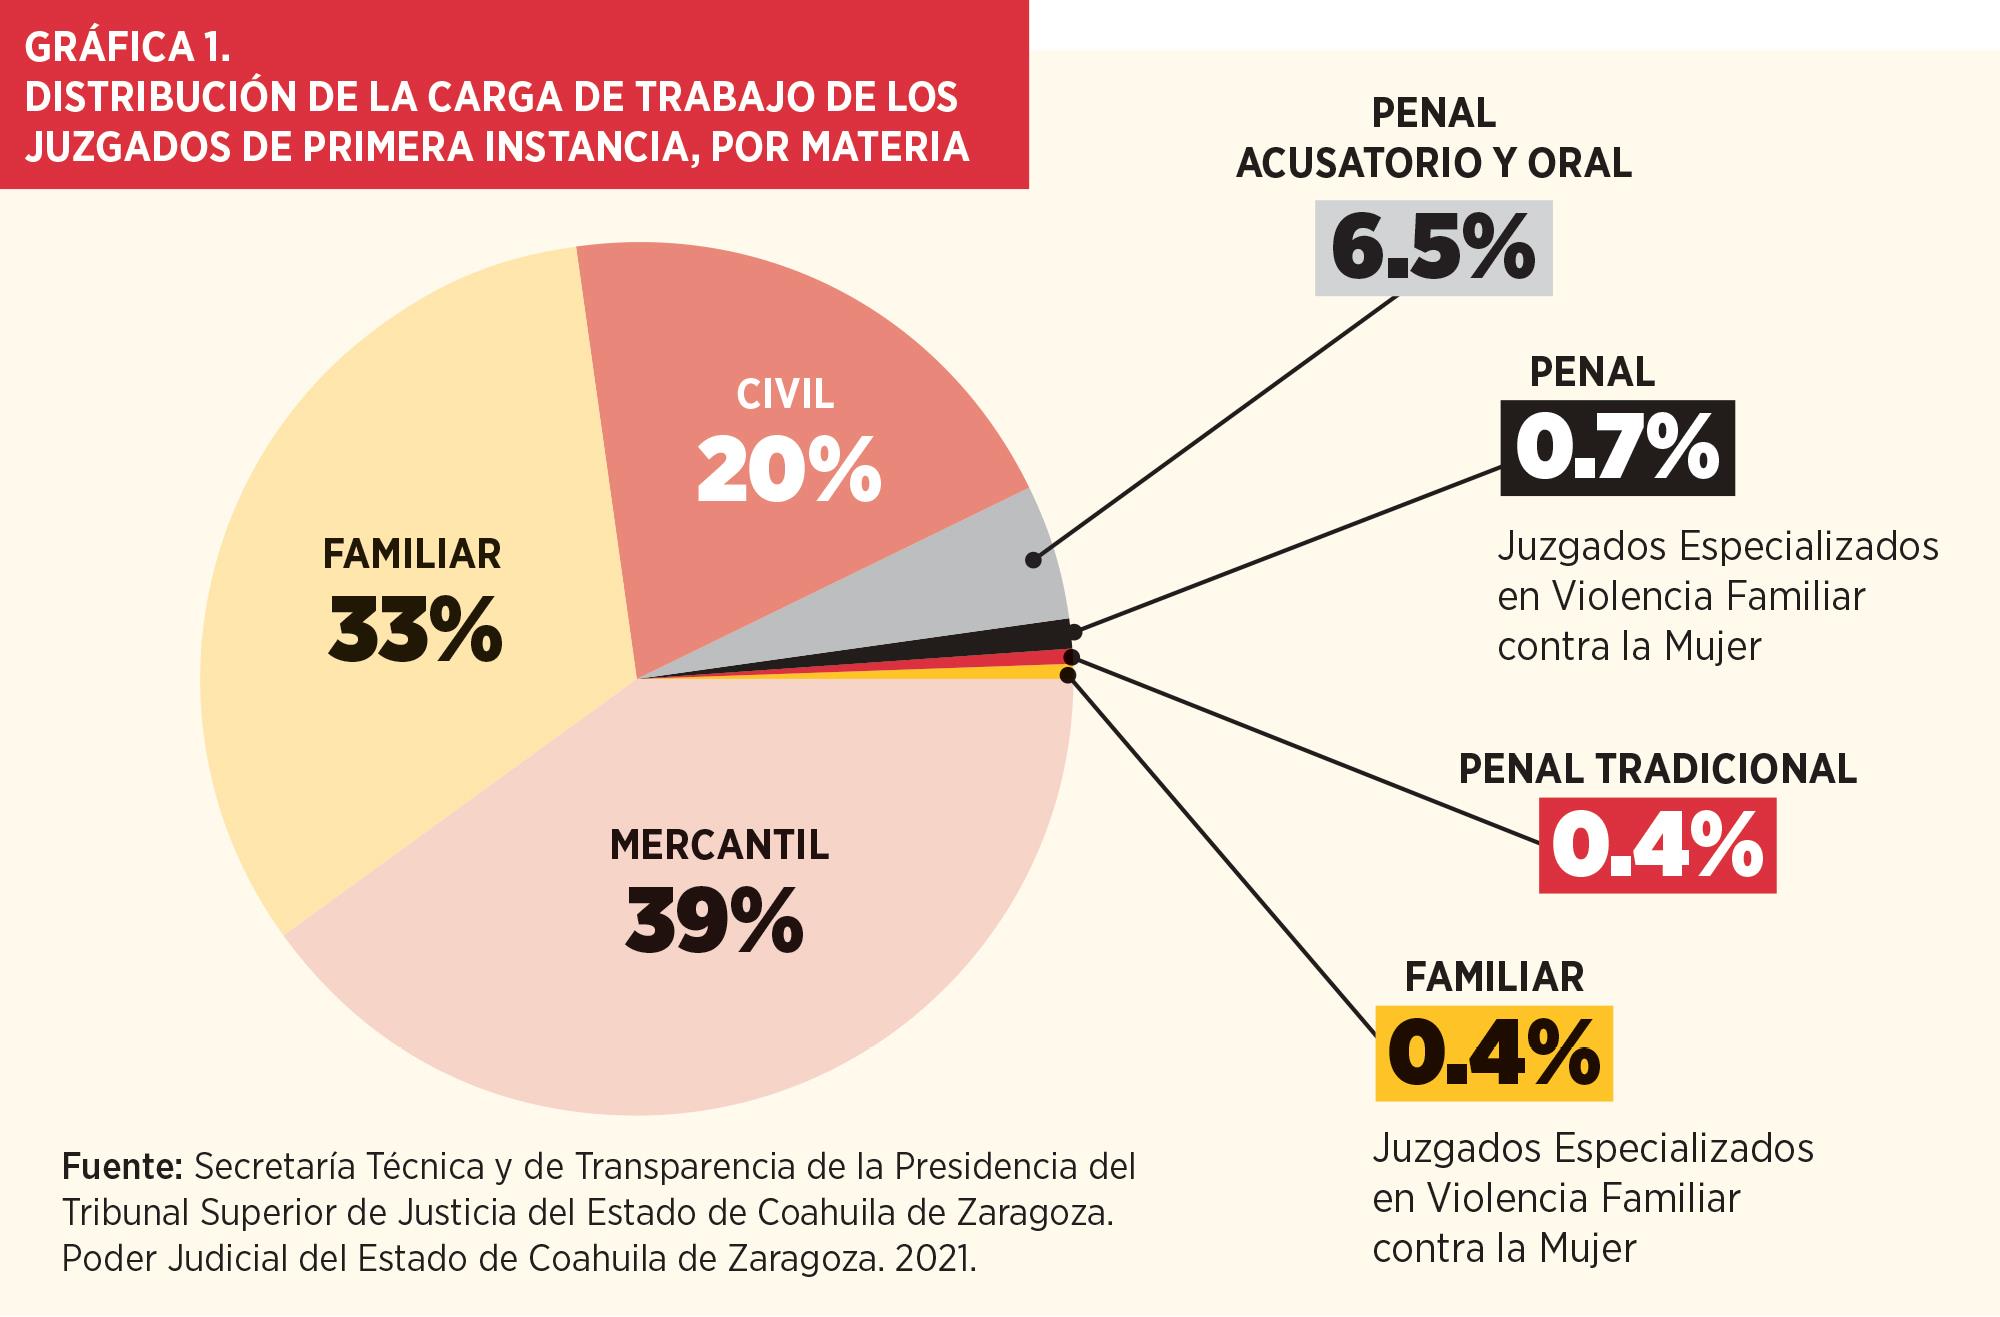 GRÁFICA 1.
DISTRIBUCIÓN DE LA CARGA DE TRABAJO DE LOS
JUZGADOS DE PRIMERA INSTANCIA, POR MATERIA
PENAL
ACUSATORIO Y ORAL
6.5%
PENAL
0.7%
Juzgados Especializados
en Violencia Familiar
contra la Mujer
PENAL TRADICIONAL
0.4%
FAMILIAR
0.4%
Juzgados Especializados
en Violencia Familiar
contra la Mujer
CIVIL
20%
FAMILIAR
33%
MERCANTIL
39%
Fuente: Secretaría Técnica y de Transparencia de la Presidencia del
Tribunal Superior de Justicia del Estado de Coahuila de Zaragoza.
Poder Judicial del Estado de Coahuila de Zaragoza. 2021.